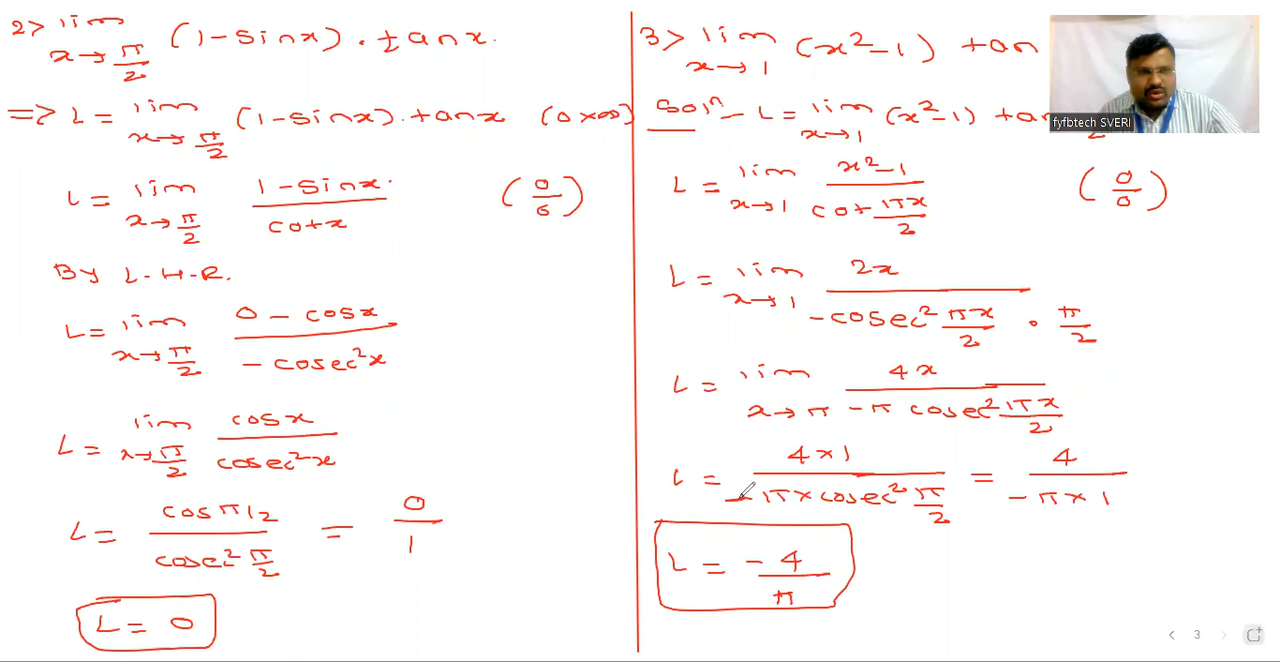 2> lim (1-sinx).tanx.
x→π/2
=> L = lim (1-sinx).tanx (0×∞)
x→π/2
L = lim 1-sinx. / cotx (0/0)
x→π/2
By L-H-R.
L = lim 0-cosx / -cosec²x
x→π/2
L = lim cosx / cosec²x
x→π/2
L = cosπ/2 / cosec²π/2 = 0/1
L = 0
3> lim (x²-1) tan
x→1
Solⁿ- L = lim (x²-1) tan
x→1
L = lim x²-1 / cot πx/2 (0/0)
x→1
L = lim 2x / -cosec² πx/2 . π/2
x→1
L = lim 4x / -π cosec² πx/2
x→π
L = 4×1 / -π×cosec² π/2 = 4 / -π×1
L = -4/π
fyfbtech SVERI
3